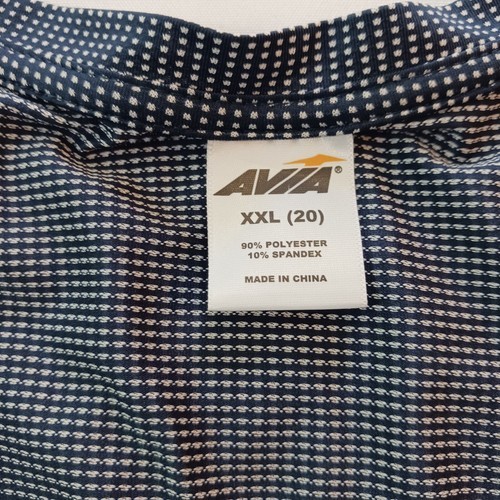 AVIA®
XXL (20)
90% POLYESTER
10% SPANDEX
MADE IN CHINA